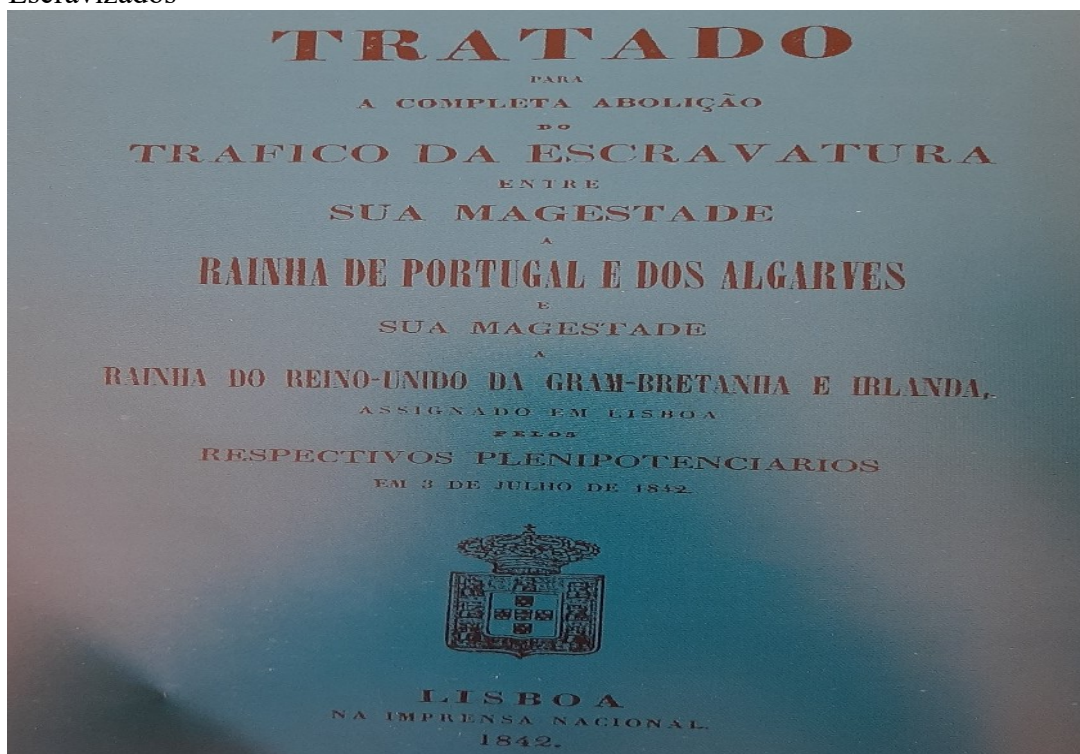 Escravizados
TRATADO
PARA
A COMPLETA ABOLIÇÃO
DO
TRAFICO DA ESCRAVATURA
ENTRE
SUA MAGESTADE
A
RAINHA DE PORTUGAL E DOS ALGARVES
E
SUA MAGESTADE
A
RAINHA DO REINO-UNIDO DA GRAM-BRETANHA E IRLANDA,
ASSIGNADO EM LISBOA
PELOS
RESPECTIVOS PLENIPOTENCIARIOS
EM 3 DE JULHO DE 1842.
LISBOA
NA IMPRENSA NACIONAL.
1842.